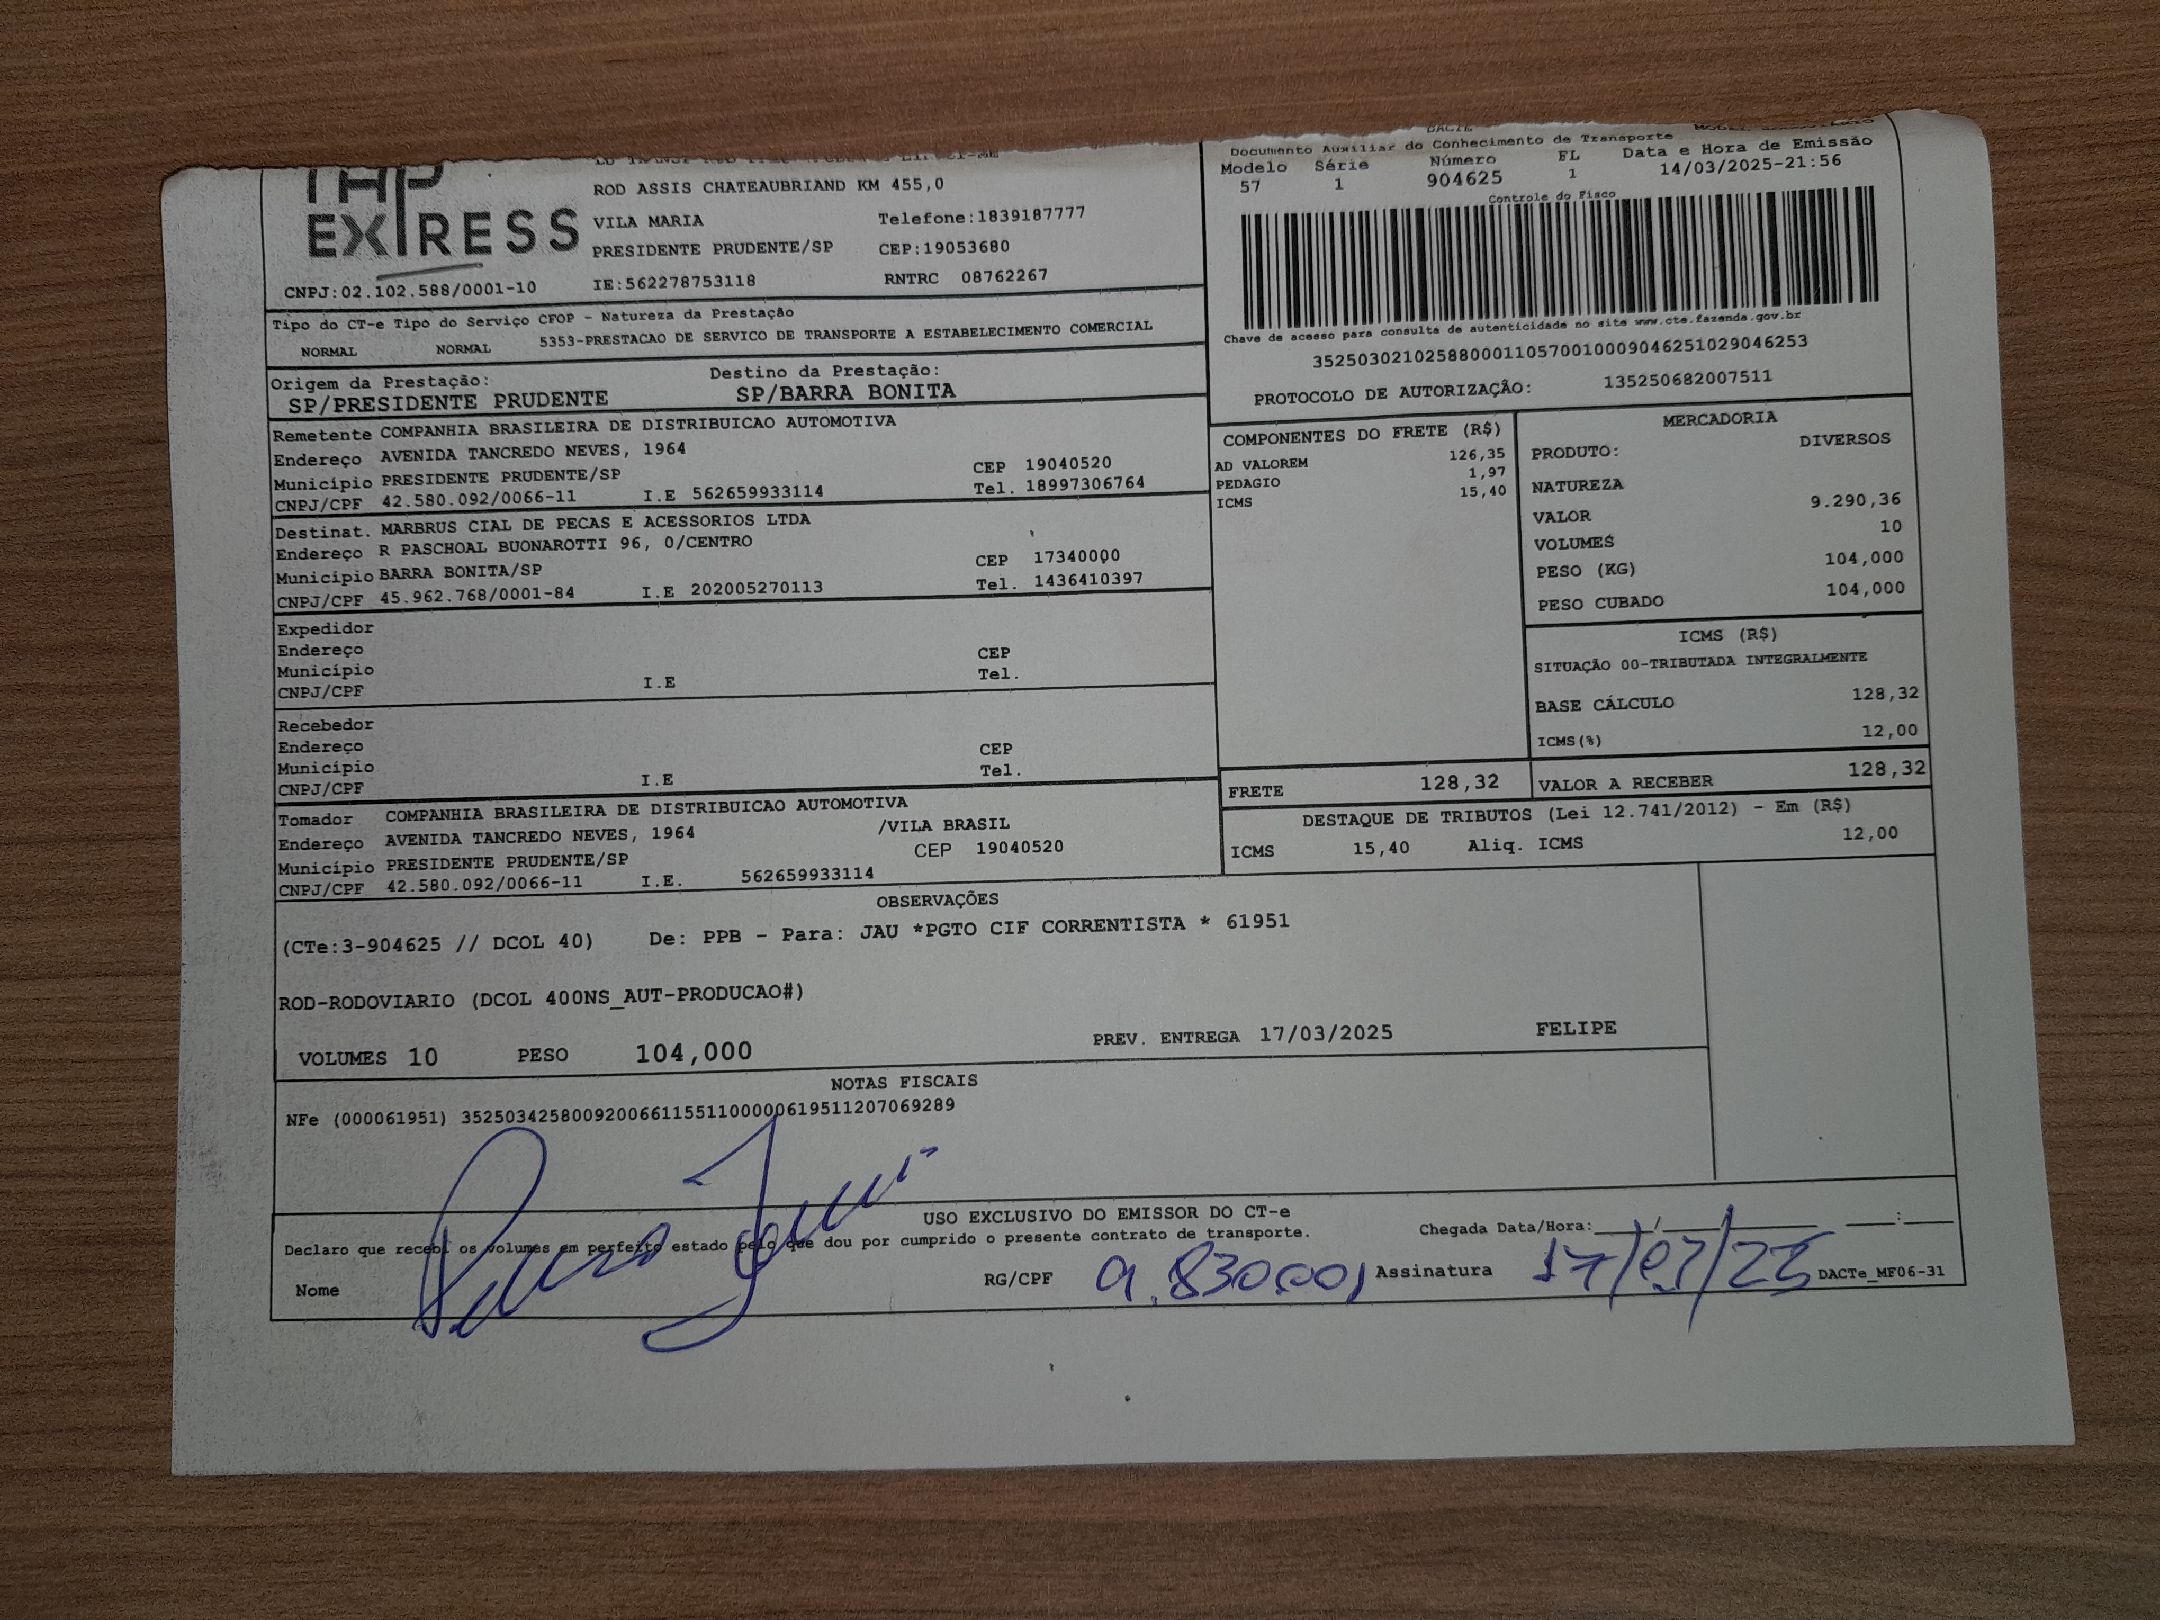 EXPRESS
CNPJ:02.102.588/0001-10
ROD ASSIS CHATEAUBRIAND KM 455,0
VILA MARIA Telefone:1839187777
PRESIDENTE PRUDENTE/SP CEP:19053680
IE:562278753118 RNTRC 08762267
Documento Auxiliar do Conhecimento de Transporte
Modelo Série Número FL Data e Hora de Emissão
57 1 904625 1 14/03/2025-21:56
Controle do Fisco
Chave de acesso para consulta de autenticidade no site www.cte.fazenda.gov.br
35250302102588000110570010009046251029046253
PROTOCOLO DE AUTORIZAÇÃO: 135250682007511
Tipo do CT-e Tipo do Serviço CFOP - Natureza da Prestação
NORMAL NORMAL 5353-PRESTACAO DE SERVICO DE TRANSPORTE A ESTABELECIMENTO COMERCIAL
Origem da Prestação: Destino da Prestação:
SP/PRESIDENTE PRUDENTE SP/BARRA BONITA
Remetente COMPANHIA BRASILEIRA DE DISTRIBUICAO AUTOMOTIVA
Endereço AVENIDA TANCREDO NEVES, 1964
Município PRESIDENTE PRUDENTE/SP CEP 19040520
CNPJ/CPF 42.580.092/0066-11 I.E 562659933114 Tel. 18997306764
Destinat. MARBRUS CIAL DE PECAS E ACESSORIOS LTDA
Endereço R PASCHOAL BUONAROTTI 96, 0/CENTRO
Município BARRA BONITA/SP CEP 17340000
CNPJ/CPF 45.962.768/0001-84 I.E 202005270113 Tel. 1436410397
Expedidor
Endereço
Município CEP
CNPJ/CPF I.E Tel.
Recebedor
Endereço
Município CEP
CNPJ/CPF I.E Tel.
Tomador COMPANHIA BRASILEIRA DE DISTRIBUICAO AUTOMOTIVA
Endereço AVENIDA TANCREDO NEVES, 1964 /VILA BRASIL
Município PRESIDENTE PRUDENTE/SP CEP 19040520
CNPJ/CPF 42.580.092/0066-11 I.E. 562659933114
COMPONENTES DO FRETE (R$)
AD VALOREM 126,35
PEDAGIO 1,97
ICMS 15,40
MERCADORIA
PRODUTO: DIVERSOS
NATUREZA
VALOR 9.290,36
VOLUMES 10
PESO (KG) 104,000
PESO CUBADO 104,000
ICMS (R$)
SITUAÇÃO 00-TRIBUTADA INTEGRALMENTE
BASE CÁLCULO 128,32
ICMS(%) 12,00
FRETE 128,32 VALOR A RECEBER 128,32
DESTAQUE DE TRIBUTOS (Lei 12.741/2012) - Em (R$)
ICMS 15,40 Aliq. ICMS 12,00
OBSERVAÇÕES
(CTe:3-904625 // DCOL 40) De: PPB - Para: JAU *PGTO CIF CORRENTISTA * 61951
ROD-RODOVIARIO (DCOL 400NS_AUT-PRODUCAO#)
VOLUMES 10 PESO 104,000 PREV. ENTREGA 17/03/2025 FELIPE
NOTAS FISCAIS
NFe (000061951) 35250342580092006611551100000619511207069289
USO EXCLUSIVO DO EMISSOR DO CT-e
Declaro que recebi os volumes em perfeito estado pelo que dou por cumprido o presente contrato de transporte.
Chegada Data/Hora: / :
Nome RG/CPF Assinatura 17/03/25 DACTe_MF06-31